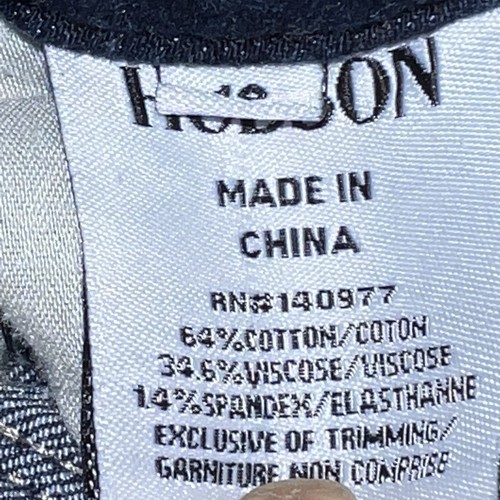 HUDSON
MADE IN
CHINA
RN#140977
64%COTTON/COTON
34.6%VISCOSE/VISCOSE
1.4%SPANDEX/ELASTHANNE
EXCLUSIVE OF TRIMMING/
GARNITURE NON COMPRISE